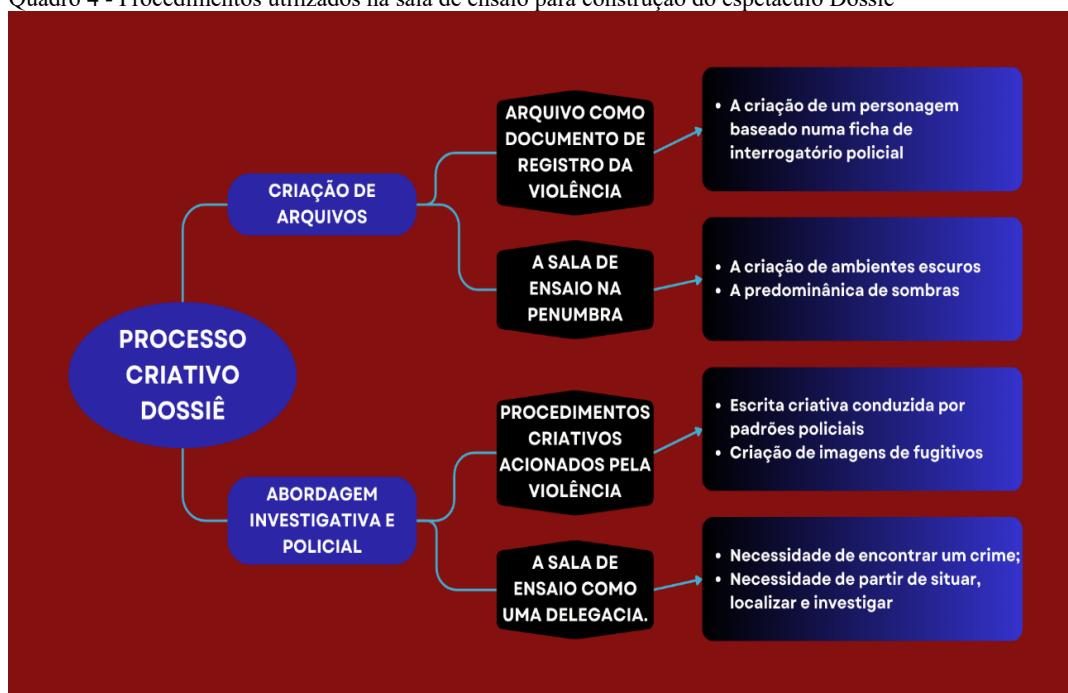 Quadro 4 - Procedimentos utilizados na sala de ensaio para construção do espetáculo Dossiê
PROCESSO
CRIATIVO
DOSSIÊ
CRIAÇÃO DE
ARQUIVOS
ARQUIVO COMO
DOCUMENTO DE
REGISTRO DA
VIOLÊNCIA
• A criação de um personagem
baseado numa ficha de
interrogatório policial
A SALA DE
ENSAIO NA
PENUMBRA
• A criação de ambientes escuros
• A predominânica de sombras
ABORDAGEM
INVESTIGATIVA E
POLICIAL
PROCEDIMENTOS
CRIATIVOS
ACIONADOS PELA
VIOLÊNCIA
• Escrita criativa conduzida por
padrões policiais
• Criação de imagens de fugitivos
A SALA DE
ENSAIO COMO
UMA DELEGACIA.
• Necessidade de encontrar um crime;
• Necessidade de partir de situar,
localizar e investigar